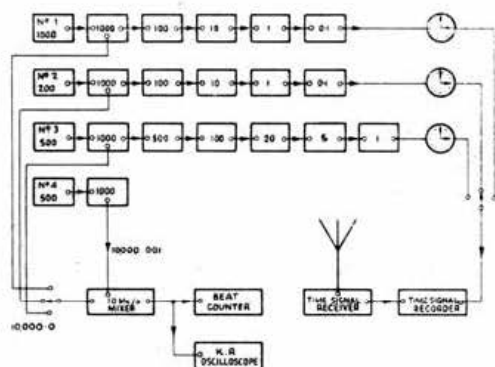 Nº 1 1000 1000 100 10 1 0·1
Nº 2 200 1000 100 10 1 0·1
Nº 3 500 1000 500 100 20 5 1
Nº 4 500 1000
10,000·001
10,000·0
10 Mc/s MIXER
BEAT COUNTER
TIME SIGNAL RECEIVER
TIME SIGNAL RECORDER
OSCILLOSCOPE